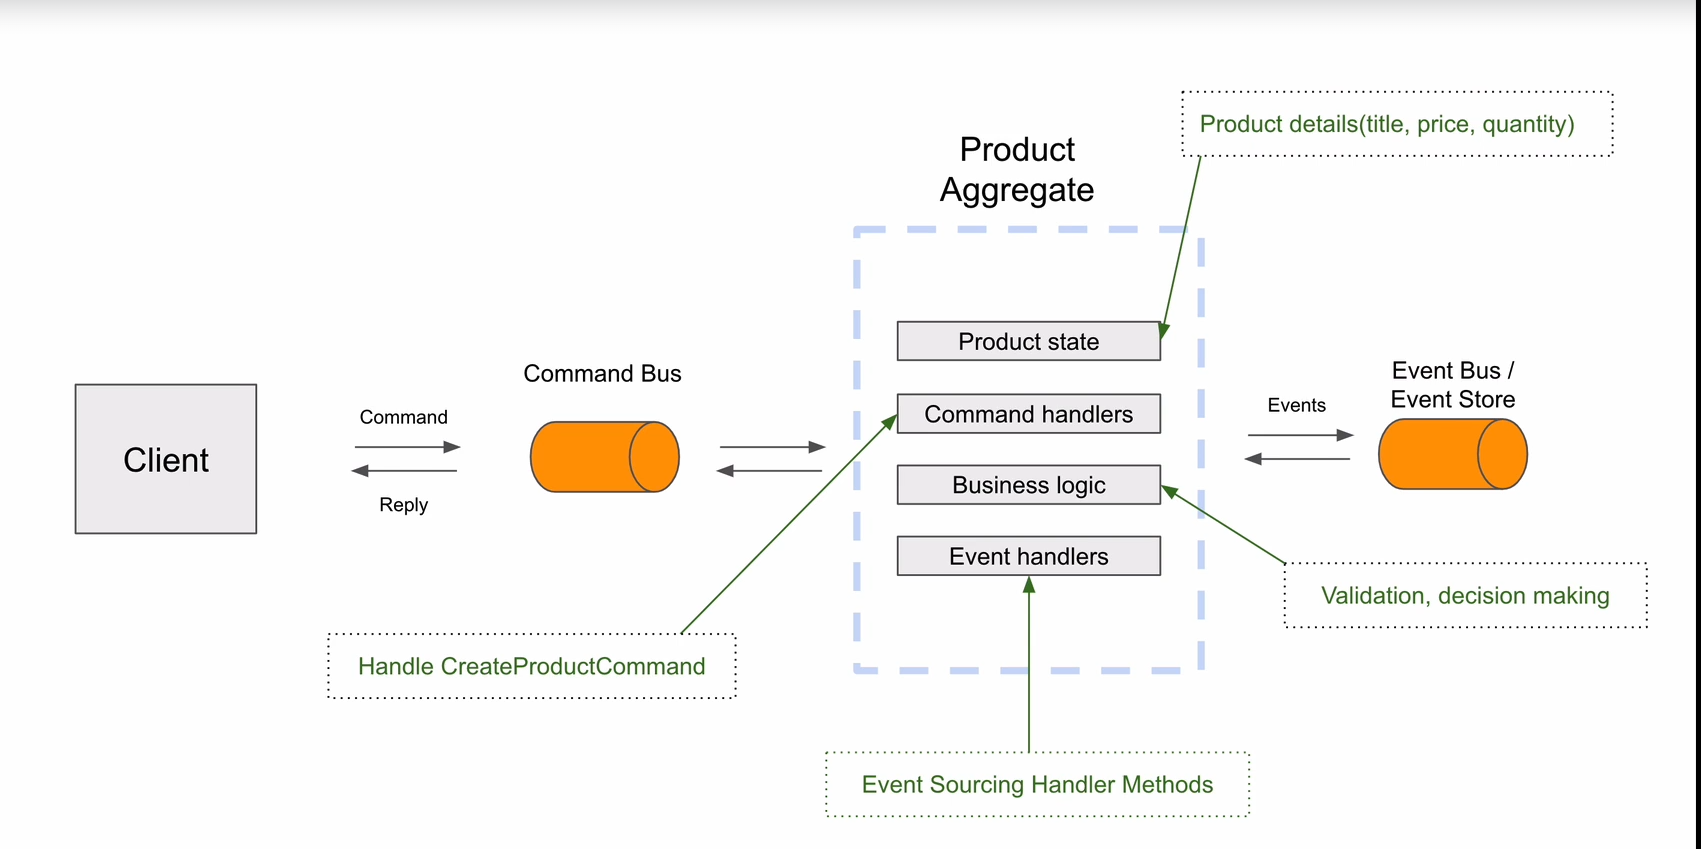 Product details(title, price, quantity)
Product
Aggregate
Product state
Command Bus
Event Bus /
Event Store
Command
Events
Command handlers
Client
Reply
Business logic
Event handlers
Validation, decision making
Handle CreateProductCommand
Event Sourcing Handler Methods